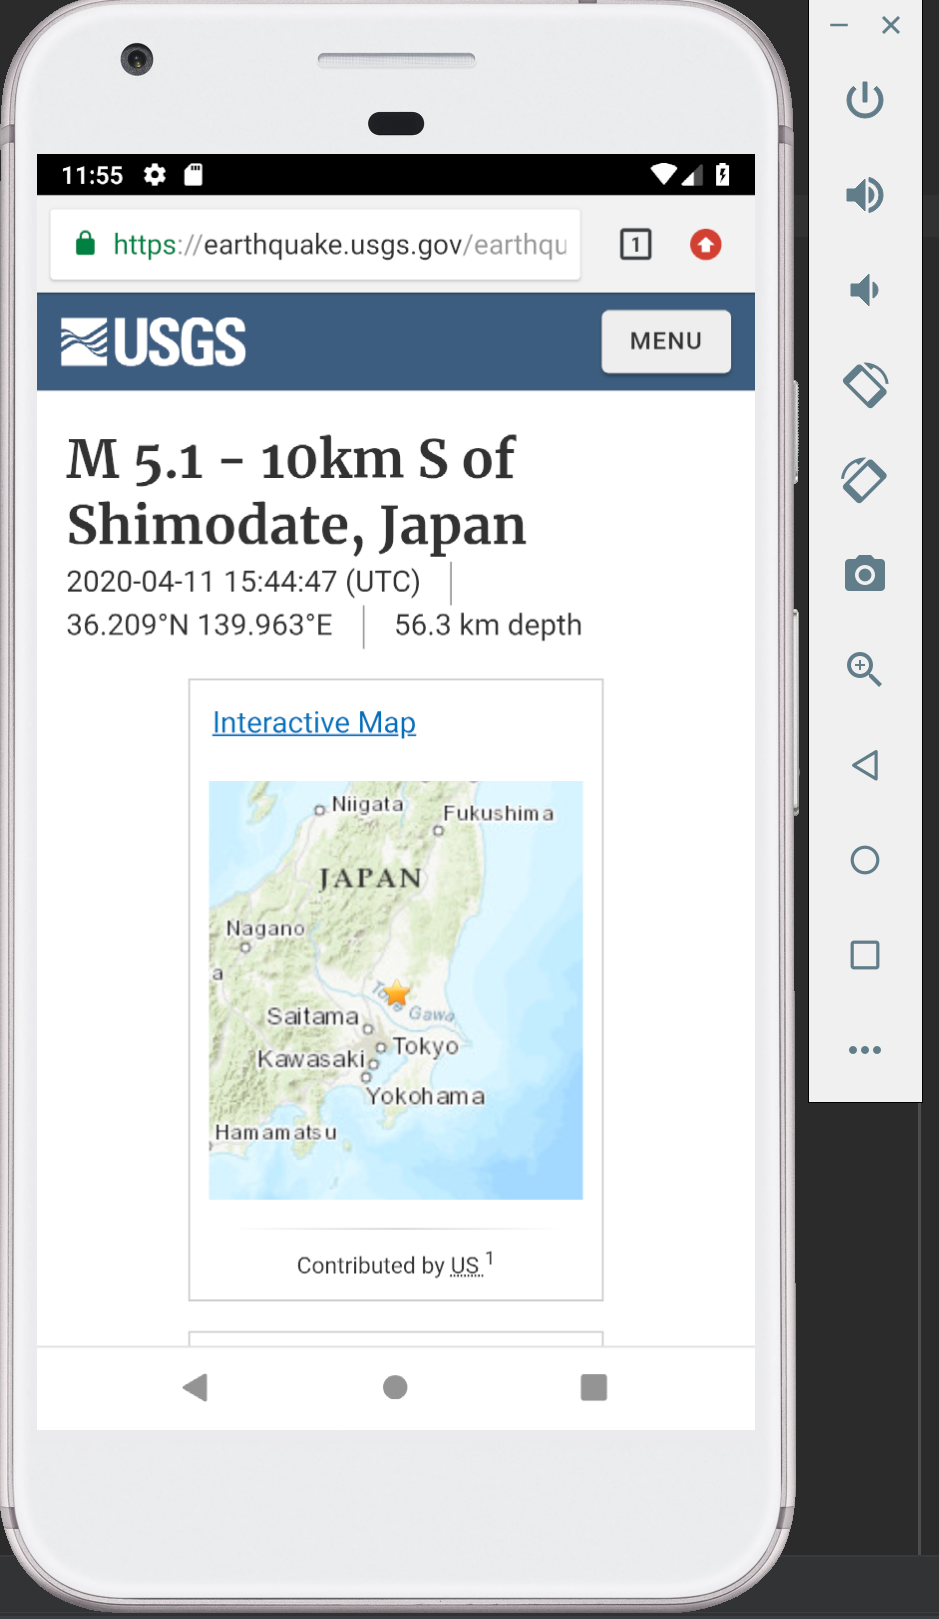 11:55
https://earthquake.usgs.gov/earthqu
1
USGS
MENU
M 5.1 - 10km S of
Shimodate, Japan
2020-04-11 15:44:47 (UTC)
36.209°N 139.963°E
56.3 km depth
Interactive Map
Niigata
Fukushima
JAPAN
Nagano
a
Tone Gawa
Saitama
Tokyo
Kawasaki
Yokohama
Hamamatsu
Contributed by US 1